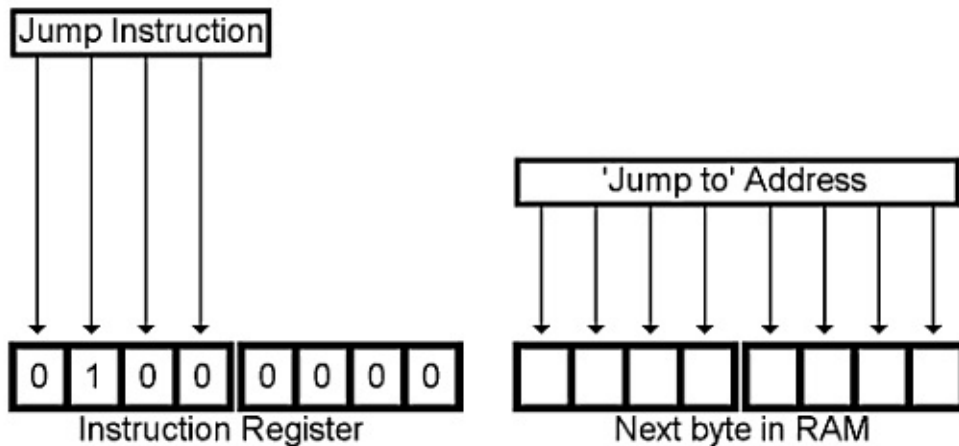 Jump Instruction
'Jump to' Address
0 1 0 0 0 0 0 0
Instruction Register
Next byte in RAM